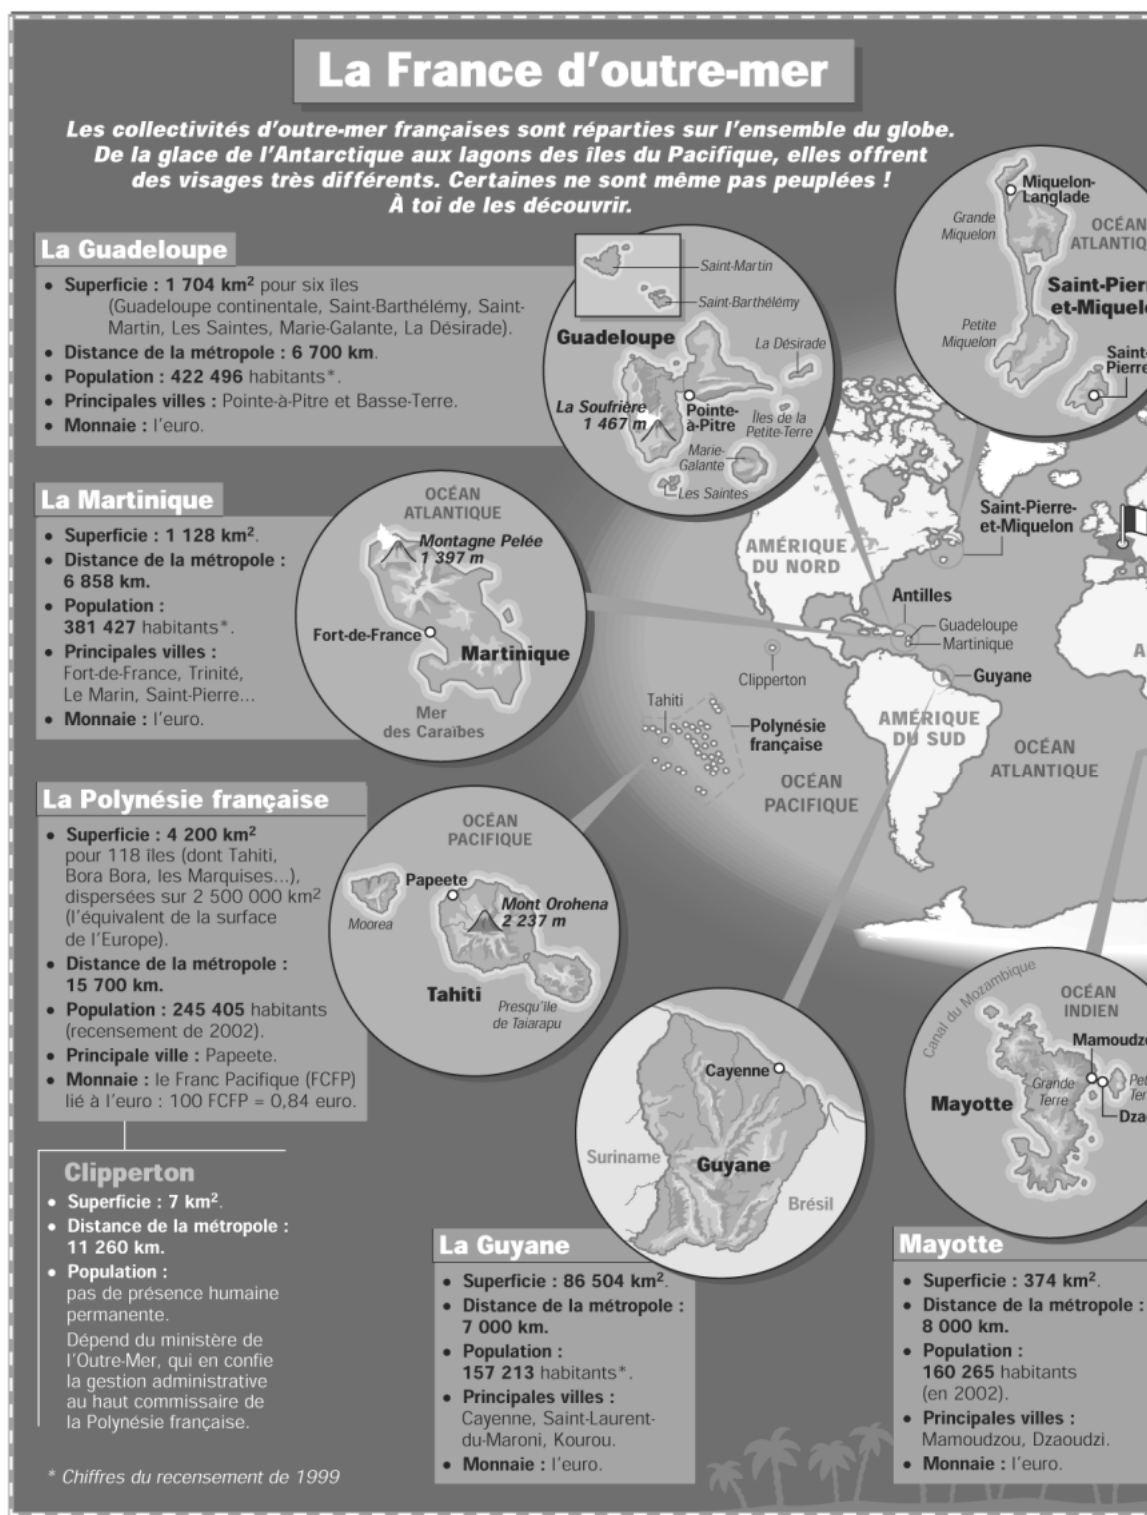 La France d'outre-mer
Les collectivités d'outre-mer françaises sont réparties sur l'ensemble du globe.
De la glace de l'Antarctique aux lagons des îles du Pacifique, elles offrent
des visages très différents. Certaines ne sont même pas peuplées !
À toi de les découvrir.
La Guadeloupe
• Superficie : 1 704 km² pour six îles
(Guadeloupe continentale, Saint-Barthélémy, Saint-
Martin, Les Saintes, Marie-Galante, La Désirade).
• Distance de la métropole : 6 700 km.
• Population : 422 496 habitants*.
• Principales villes : Pointe-à-Pitre et Basse-Terre.
• Monnaie : l'euro.
Saint-Martin
Saint-Barthélémy
Guadeloupe
La Désirade
La Soufrière
1 467 m
Pointe-
à-Pitre
Îles de la
Petite-Terre
Marie-
Galante
Les Saintes
Miquelon-
Langlade
Grande
Miquelon
OCÉAN
ATLANTIQ
Saint-Pier
et-Miquel
Petite
Miquelon
Saint-
Pierre
La Martinique
• Superficie : 1 128 km².
• Distance de la métropole :
6 858 km.
• Population :
381 427 habitants*.
• Principales villes :
Fort-de-France, Trinité,
Le Marin, Saint-Pierre...
• Monnaie : l'euro.
OCÉAN
ATLANTIQUE
Montagne Pelée
1 397 m
Fort-de-France
Martinique
Mer
des Caraïbes
AMÉRIQUE
DU NORD
Saint-Pierre-
et-Miquelon
Antilles
Guadeloupe
Martinique
Clipperton
Guyane
Tahiti
Polynésie
française
AMÉRIQUE
DU SUD
OCÉAN
ATLANTIQUE
OCÉAN
PACIFIQUE
A
La Polynésie française
• Superficie : 4 200 km²
pour 118 îles (dont Tahiti,
Bora Bora, les Marquises...),
dispersées sur 2 500 000 km²
(l'équivalent de la surface
de l'Europe).
• Distance de la métropole :
15 700 km.
• Population : 245 405 habitants
(recensement de 2002).
• Principale ville : Papeete.
• Monnaie : le Franc Pacifique (FCFP)
lié à l'euro : 100 FCFP = 0,84 euro.
OCÉAN
PACIFIQUE
Papeete
Moorea
Mont Orohena
2 237 m
Tahiti
Presqu'île
de Taiarapu
Clipperton
• Superficie : 7 km².
• Distance de la métropole :
11 260 km.
• Population :
pas de présence humaine
permanente.
Dépend du ministère de
l'Outre-Mer, qui en confie
la gestion administrative
au haut commissaire de
la Polynésie française.
* Chiffres du recensement de 1999
Cayenne
Suriname
Guyane
Brésil
La Guyane
• Superficie : 86 504 km².
• Distance de la métropole :
7 000 km.
• Population :
157 213 habitants*.
• Principales villes :
Cayenne, Saint-Laurent-
du-Maroni, Kourou.
• Monnaie : l'euro.
Canal du Mozambique
OCÉAN
INDIEN
Mamoudzo
Grande
Terre
Pet
Ter
Mayotte
Dza
Mayotte
• Superficie : 374 km².
• Distance de la métropole :
8 000 km.
• Population :
160 265 habitants
(en 2002).
• Principales villes :
Mamoudzou, Dzaoudzi.
• Monnaie : l'euro.